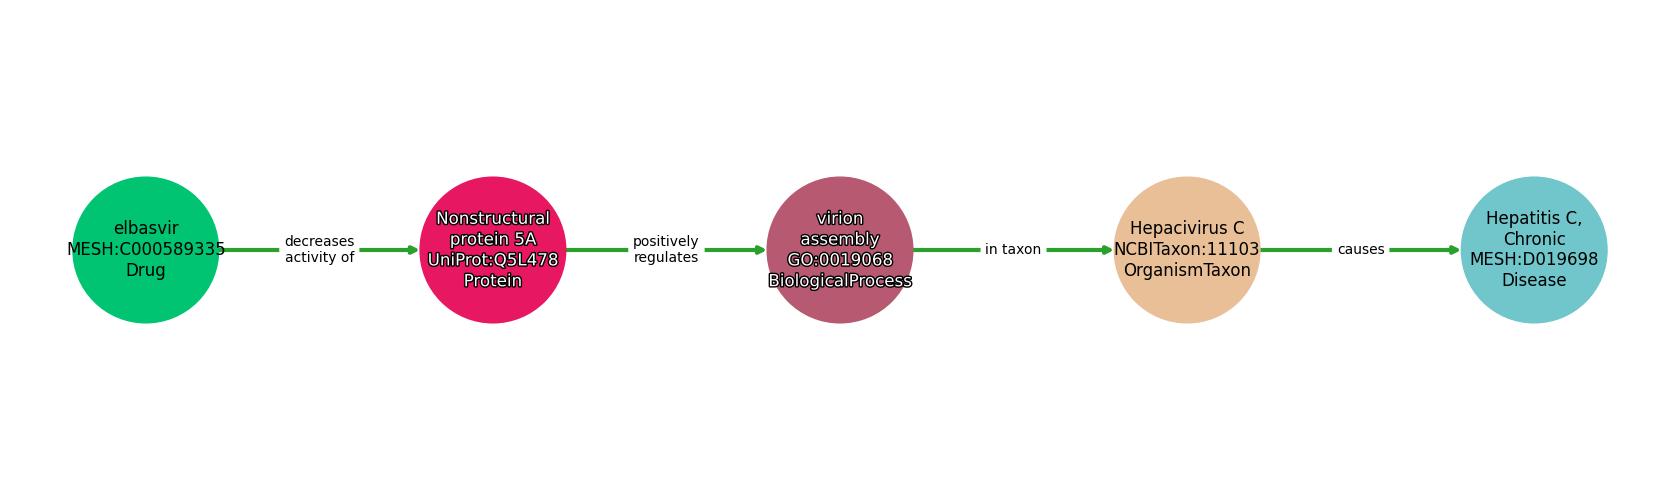 elbasvir
MESH:C000589335
Drug
decreases
activity of
Nonstructural
protein 5A
UniProt:Q5L478
Protein
positively
regulates
virion
assembly
GO:0019068
BiologicalProcess
in taxon
Hepacivirus C
NCBITaxon:11103
OrganismTaxon
causes
Hepatitis C,
Chronic
MESH:D019698
Disease